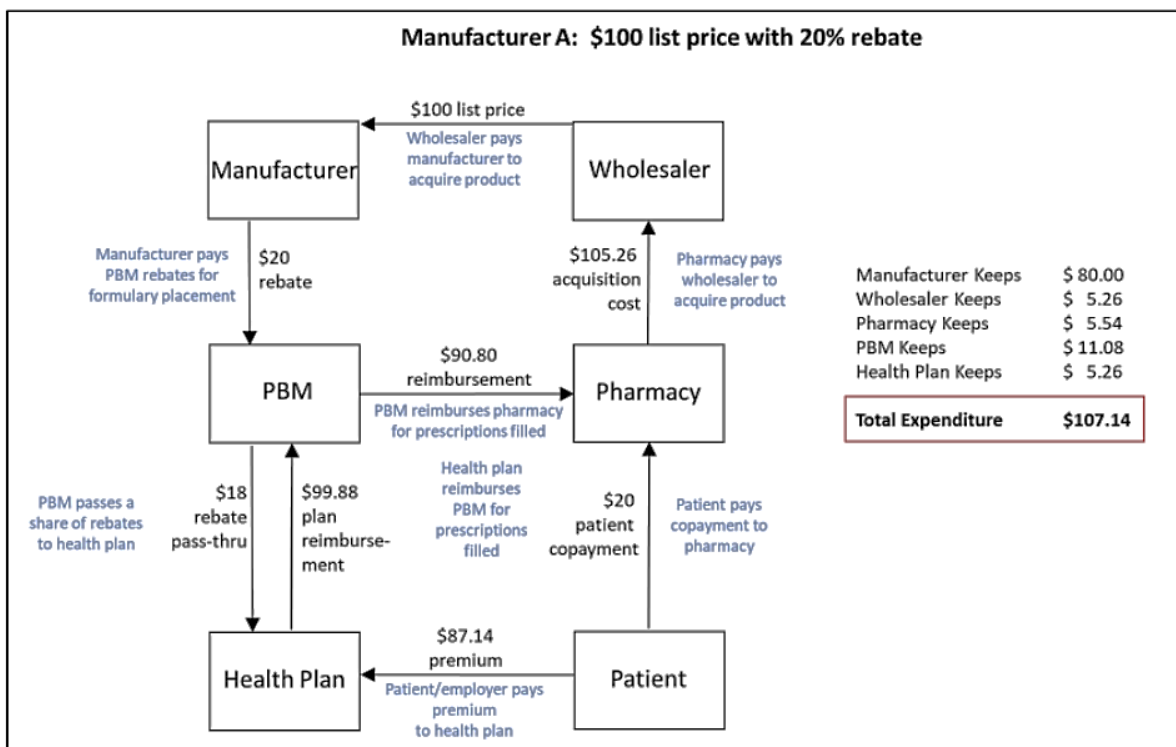 Manufacturer A: $100 list price with 20% rebate
$100 list price
Manufacturer
Wholesaler pays
manufacturer to
acquire product
Wholesaler
Manufacturer pays
PBM rebates for
formulary placement
$20
rebate
$105.26
acquisition
cost
Pharmacy pays
wholesaler to
acquire product
Manufacturer Keeps $ 80.00
Wholesaler Keeps $ 5.26
Pharmacy Keeps $ 5.54
PBM Keeps $ 11.08
Health Plan Keeps $ 5.26
Total Expenditure $107.14
PBM
$90.80
reimbursement
PBM reimburses pharmacy
for prescriptions filled
Pharmacy
PBM passes a
share of rebates
to health plan
$18
rebate
pass-thru
$99.88
plan
reimburse-
ment
Health plan
reimburses
PBM for
prescriptions
filled
$20
patient
copayment
Patient pays
copayment to
pharmacy
Health Plan
$87.14
premium
Patient/employer pays
premium
to health plan
Patient